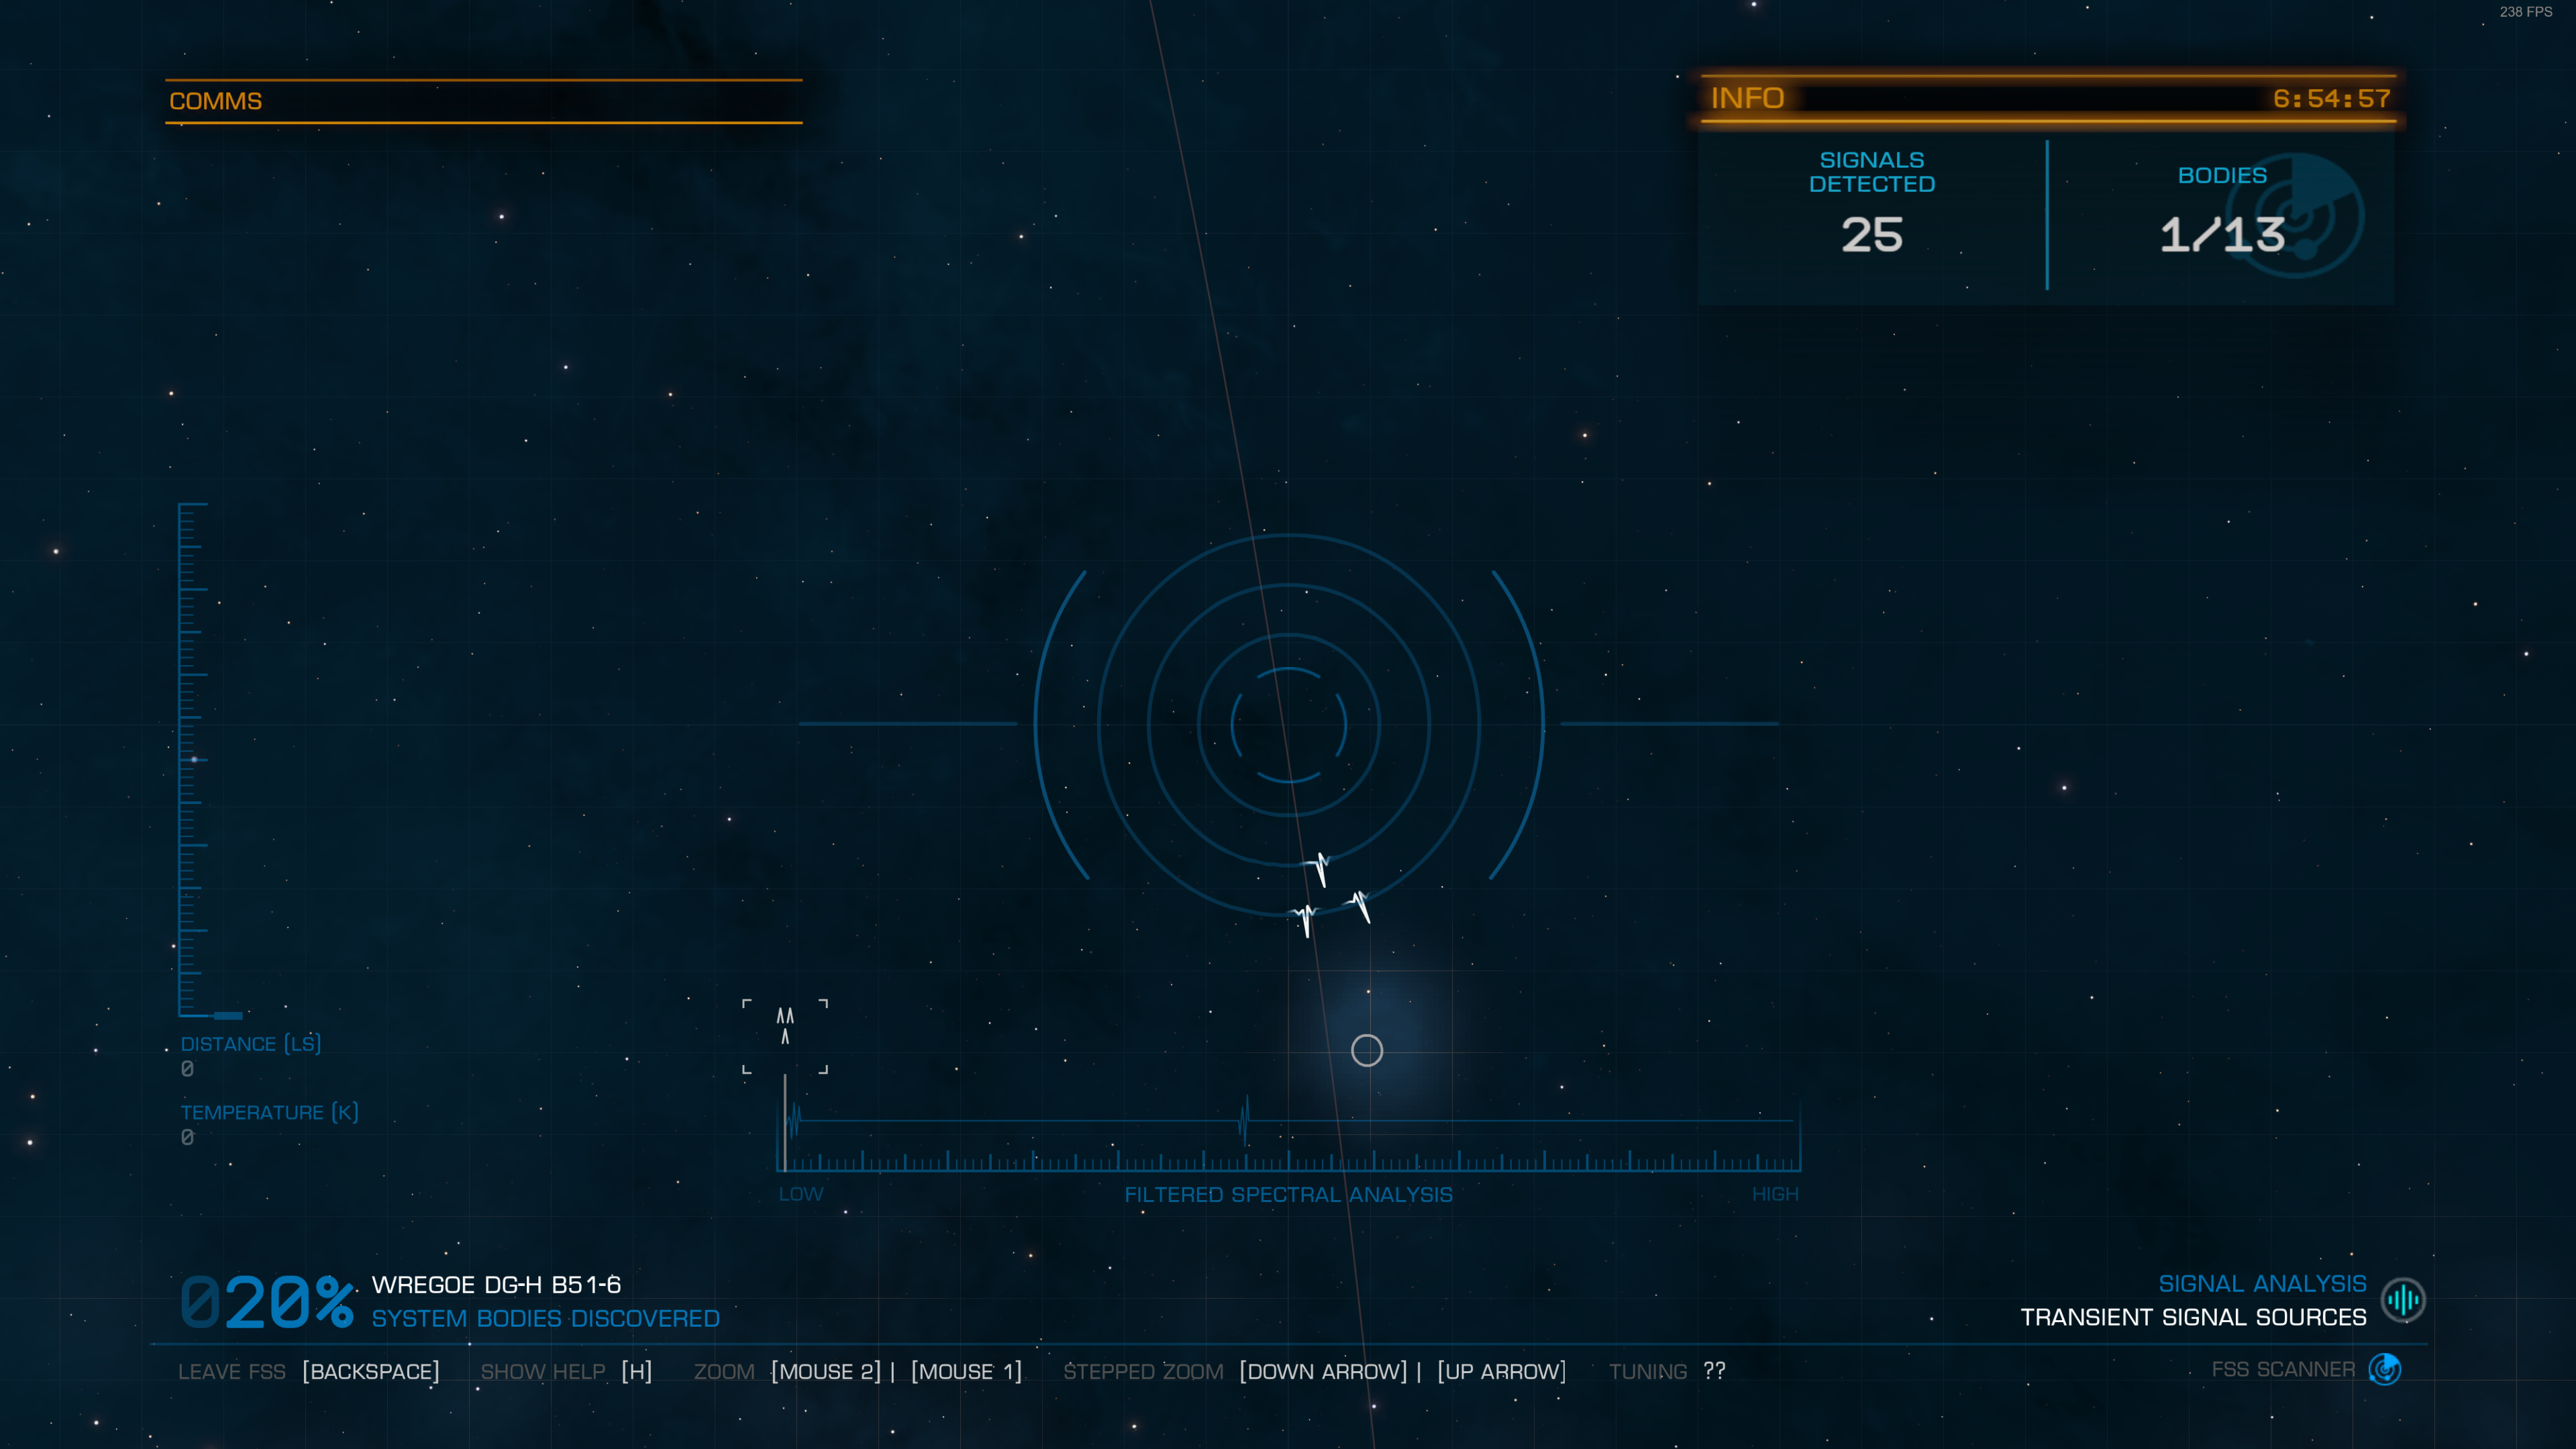 238 FPS
COMMS
INFO 6:54:57
SIGNALS
DETECTED
25
BODIES
1/13
DISTANCE (LS)
0
TEMPERATURE (K)
0
LOW FILTERED SPECTRAL ANALYSIS HIGH
020% WREGOE DG-H B51-6
SYSTEM BODIES DISCOVERED
SIGNAL ANALYSIS
TRANSIENT SIGNAL SOURCES
LEAVE FSS [BACKSPACE] SHOW HELP [H] ZOOM [MOUSE 2] | [MOUSE 1] STEPPED ZOOM [DOWN ARROW] | [UP ARROW] TUNING ??
FSS SCANNER